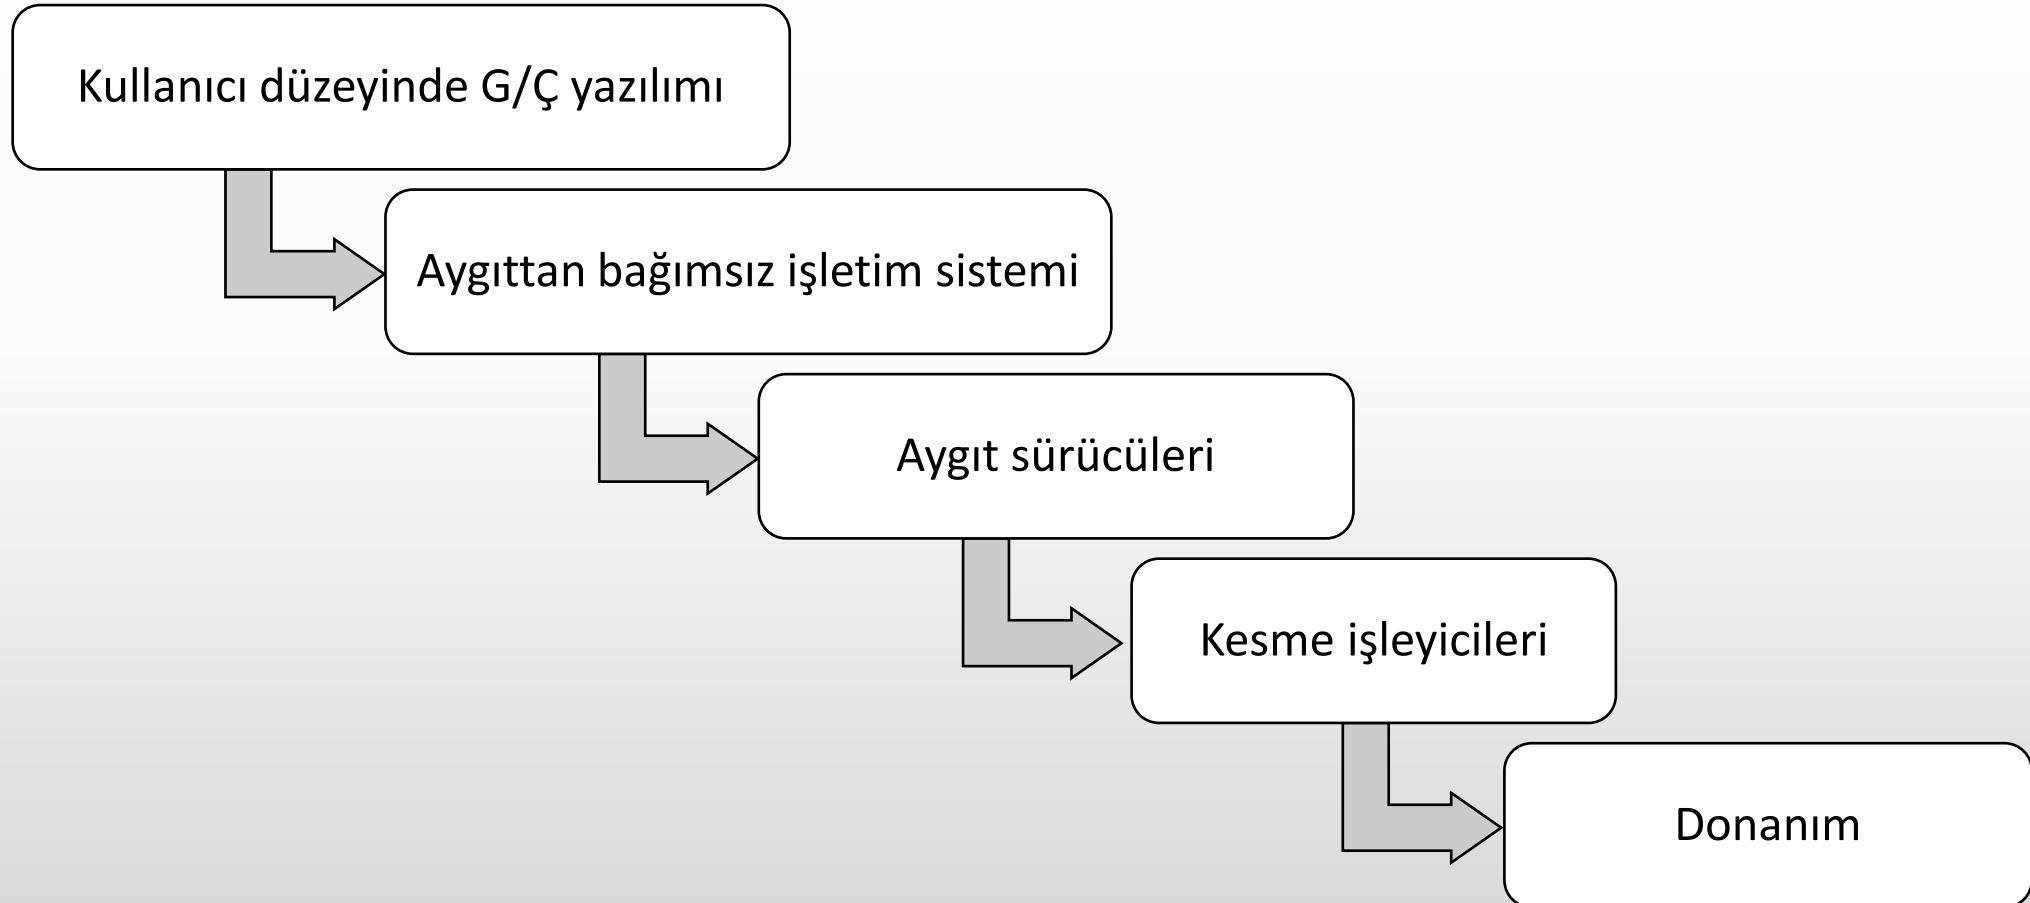 Kullanıcı düzeyinde G/Ç yazılımı
Aygıttan bağımsız işletim sistemi
Aygıt sürücüleri
Kesme işleyicileri
Donanım